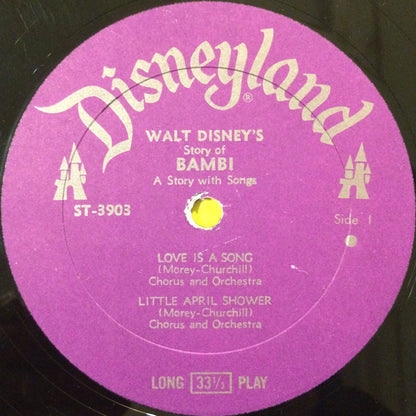 Disneyland®
WALT DISNEY'S
Story of
BAMBI
A Story with Songs
ST-3903
Side 1
LOVE IS A SONG
(Morey-Churchill)
Chorus and Orchestra
LITTLE APRIL SHOWER
(Morey-Churchill)
Chorus and Orchestra
LONG 33⅓ PLAY